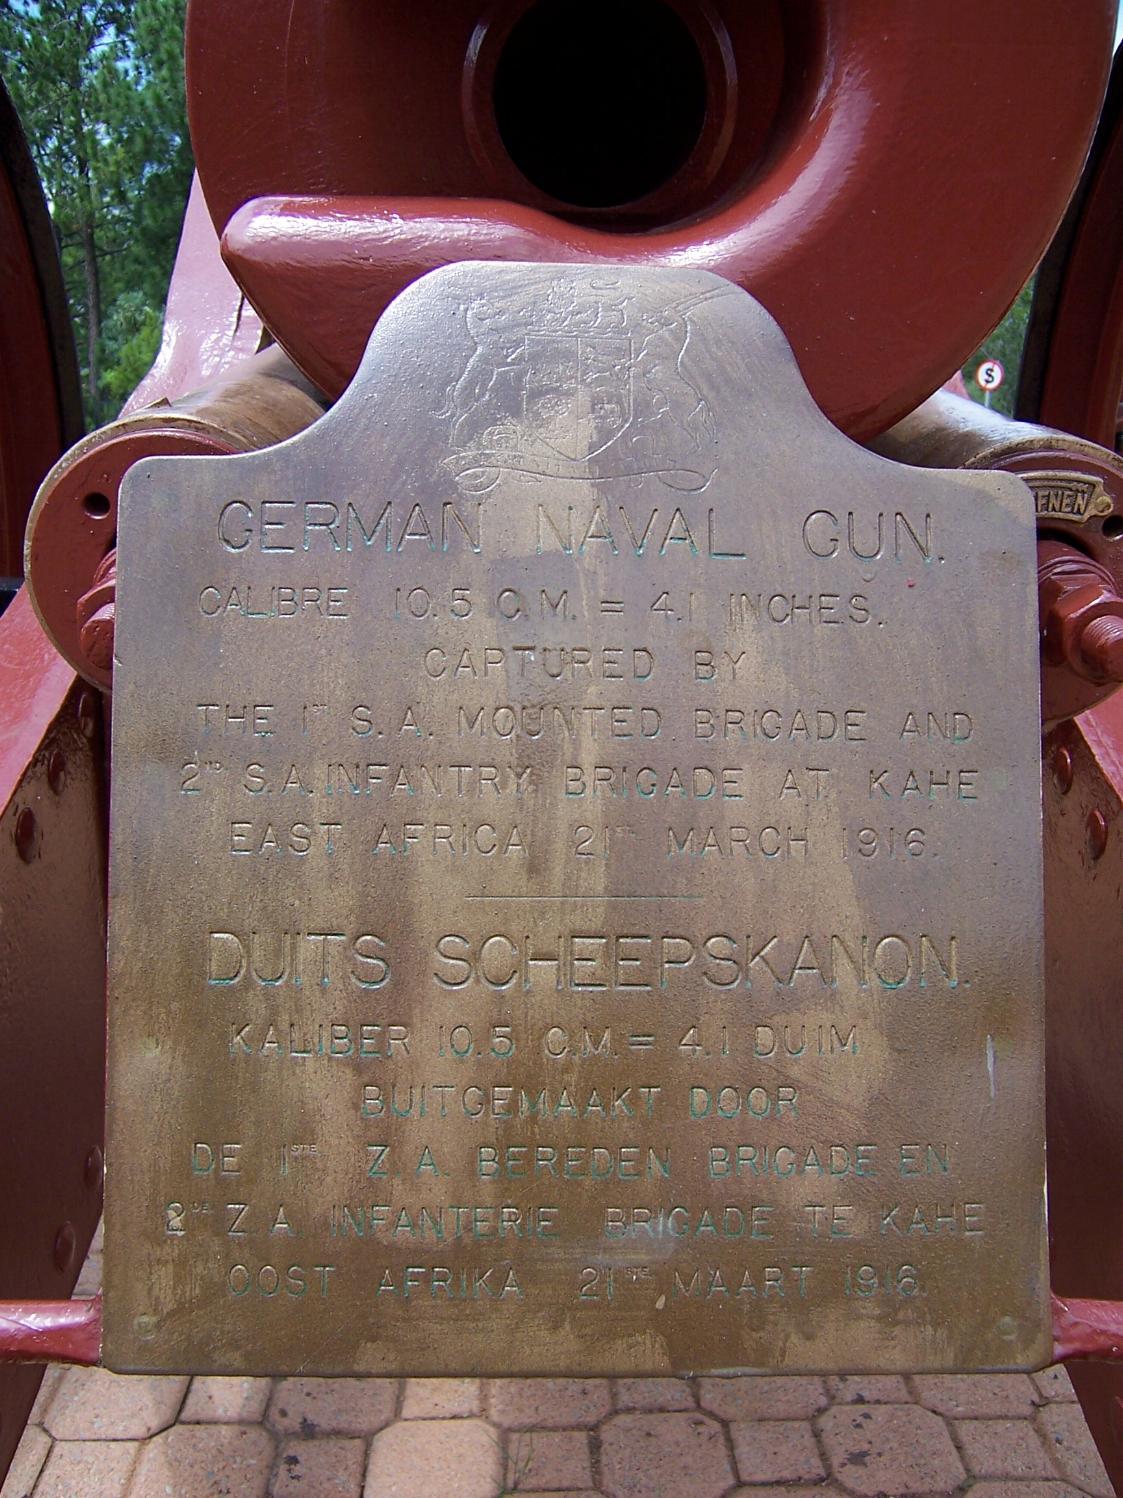 GERMAN NAVAL GUN.
CALIBRE 10.5 C.M. = 4.1 INCHES.
CAPTURED BY
THE 1ST S.A. MOUNTED BRIGADE AND
2ND S.A. INFANTRY BRIGADE AT KAHE
EAST AFRICA 21TH MARCH 1916.
DUITS SCHEEPSKANON.
KALIBER 10.5 C.M. = 4.1 DUIM
BUITGEMAAKT DOOR
DE 1STE Z.A. BEREDEN BRIGADE EN
2DE Z.A. INFANTERIE BRIGADE TE KAHE
OOST AFRIKA 21STE MAART 1916.
S